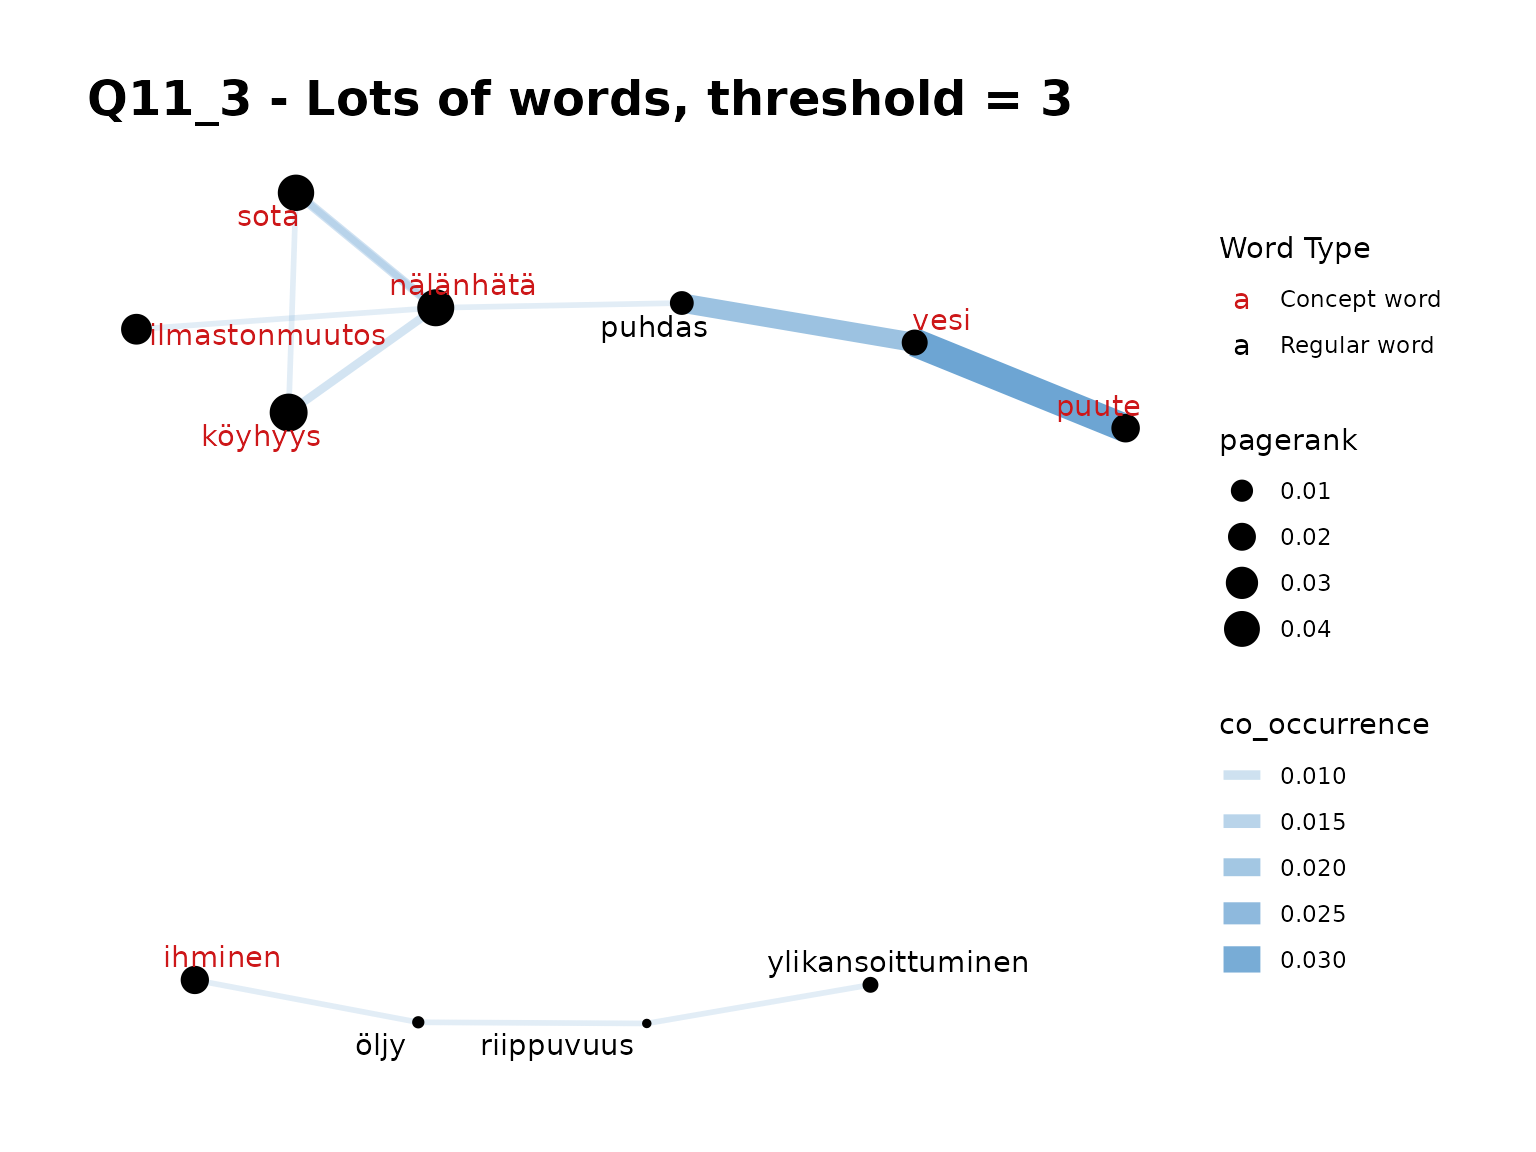 Q11_3 - Lots of words, threshold = 3
sota
nälänhätä
ilmastonmuutos
köyhyys
puhdas
vesi
puute
ihminen
öljy
riippuvuus
ylikansoittuminen
Word Type
a Concept word
a Regular word
pagerank
0.01
0.02
0.03
0.04
co_occurrence
0.010
0.015
0.020
0.025
0.030